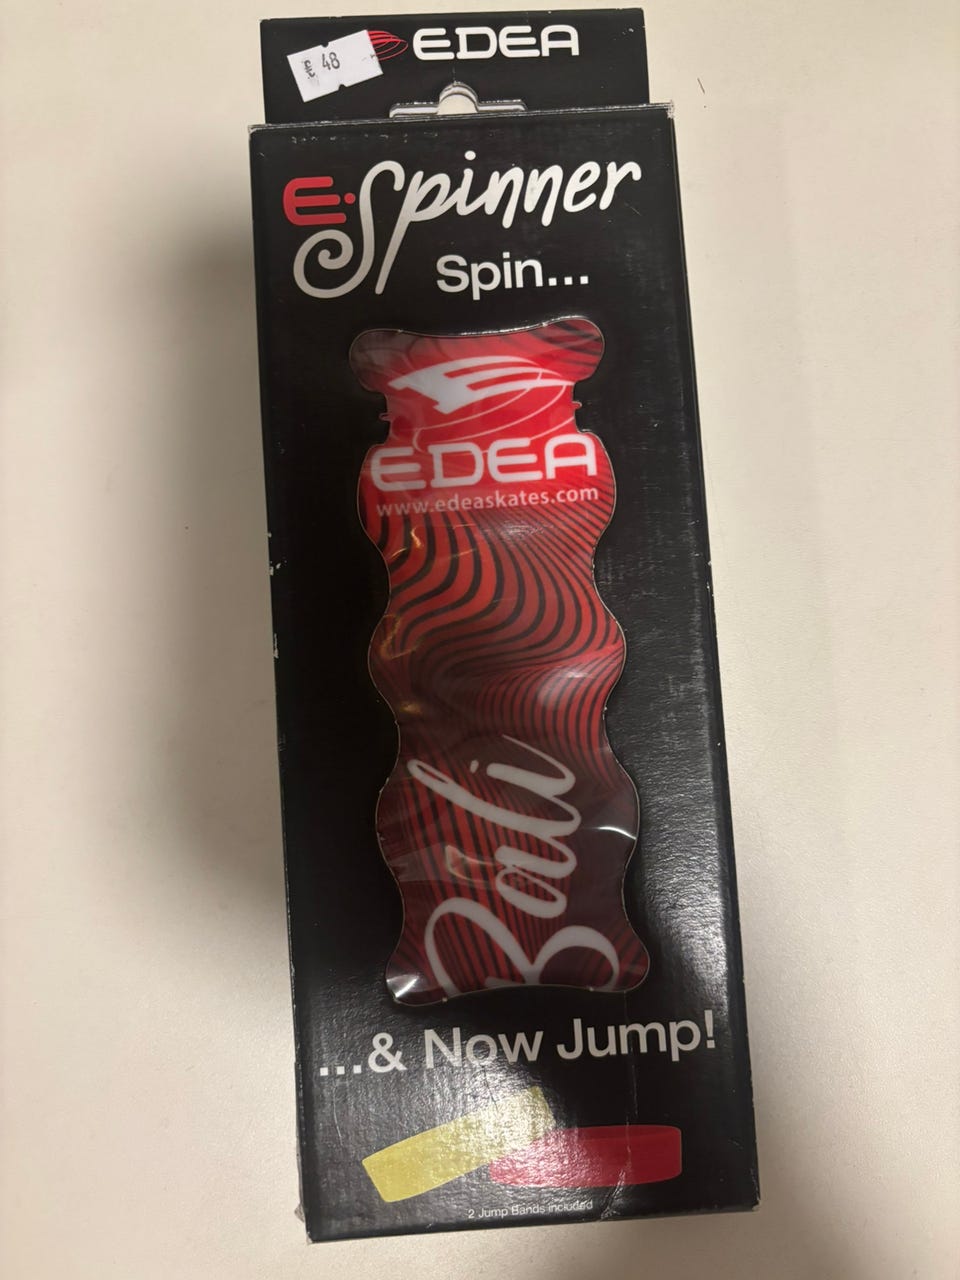 48
EDEA
E·Spinner
Spin...
EDEA
www.edeaskates.com
Bali
...& Now Jump!
2 Jump Bands included